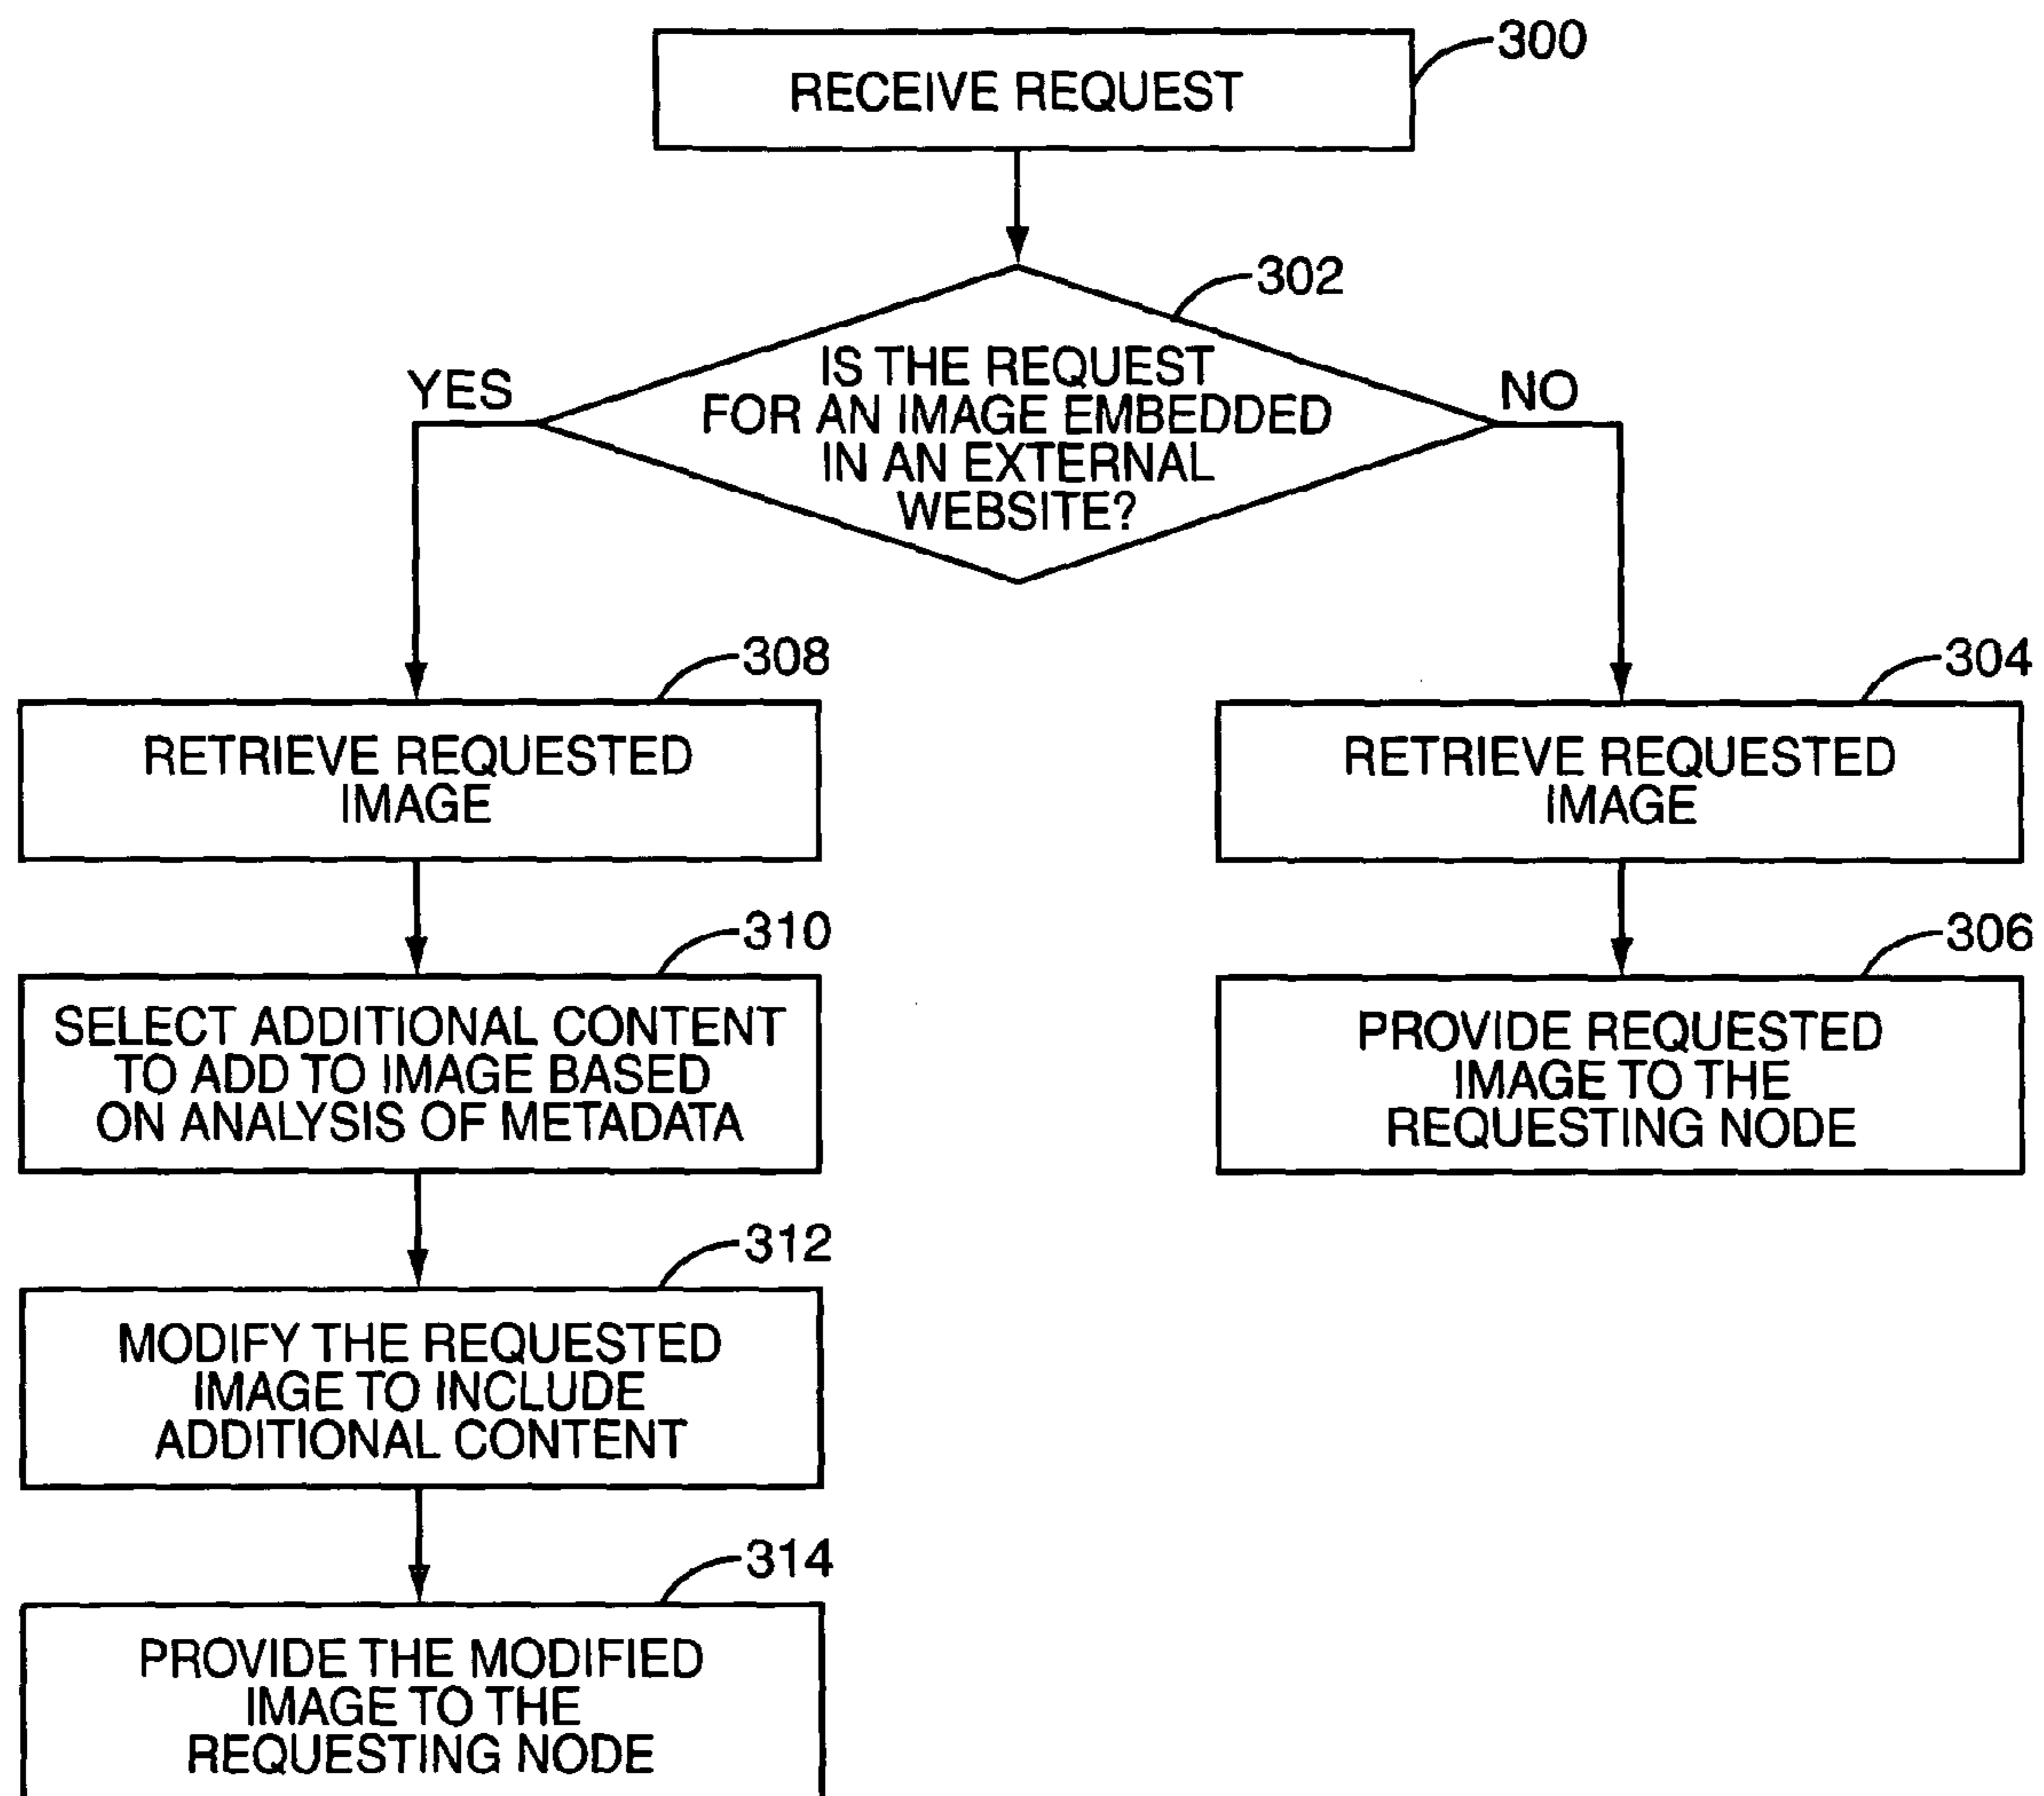 300
RECEIVE REQUEST
302
IS THE REQUEST
FOR AN IMAGE EMBEDDED
IN AN EXTERNAL
WEBSITE?
YES
NO
308
RETRIEVE REQUESTED
IMAGE
304
RETRIEVE REQUESTED
IMAGE
310
SELECT ADDITIONAL CONTENT
TO ADD TO IMAGE BASED
ON ANALYSIS OF METADATA
306
PROVIDE REQUESTED
IMAGE TO THE
REQUESTING NODE
312
MODIFY THE REQUESTED
IMAGE TO INCLUDE
ADDITIONAL CONTENT
314
PROVIDE THE MODIFIED
IMAGE TO THE
REQUESTING NODE